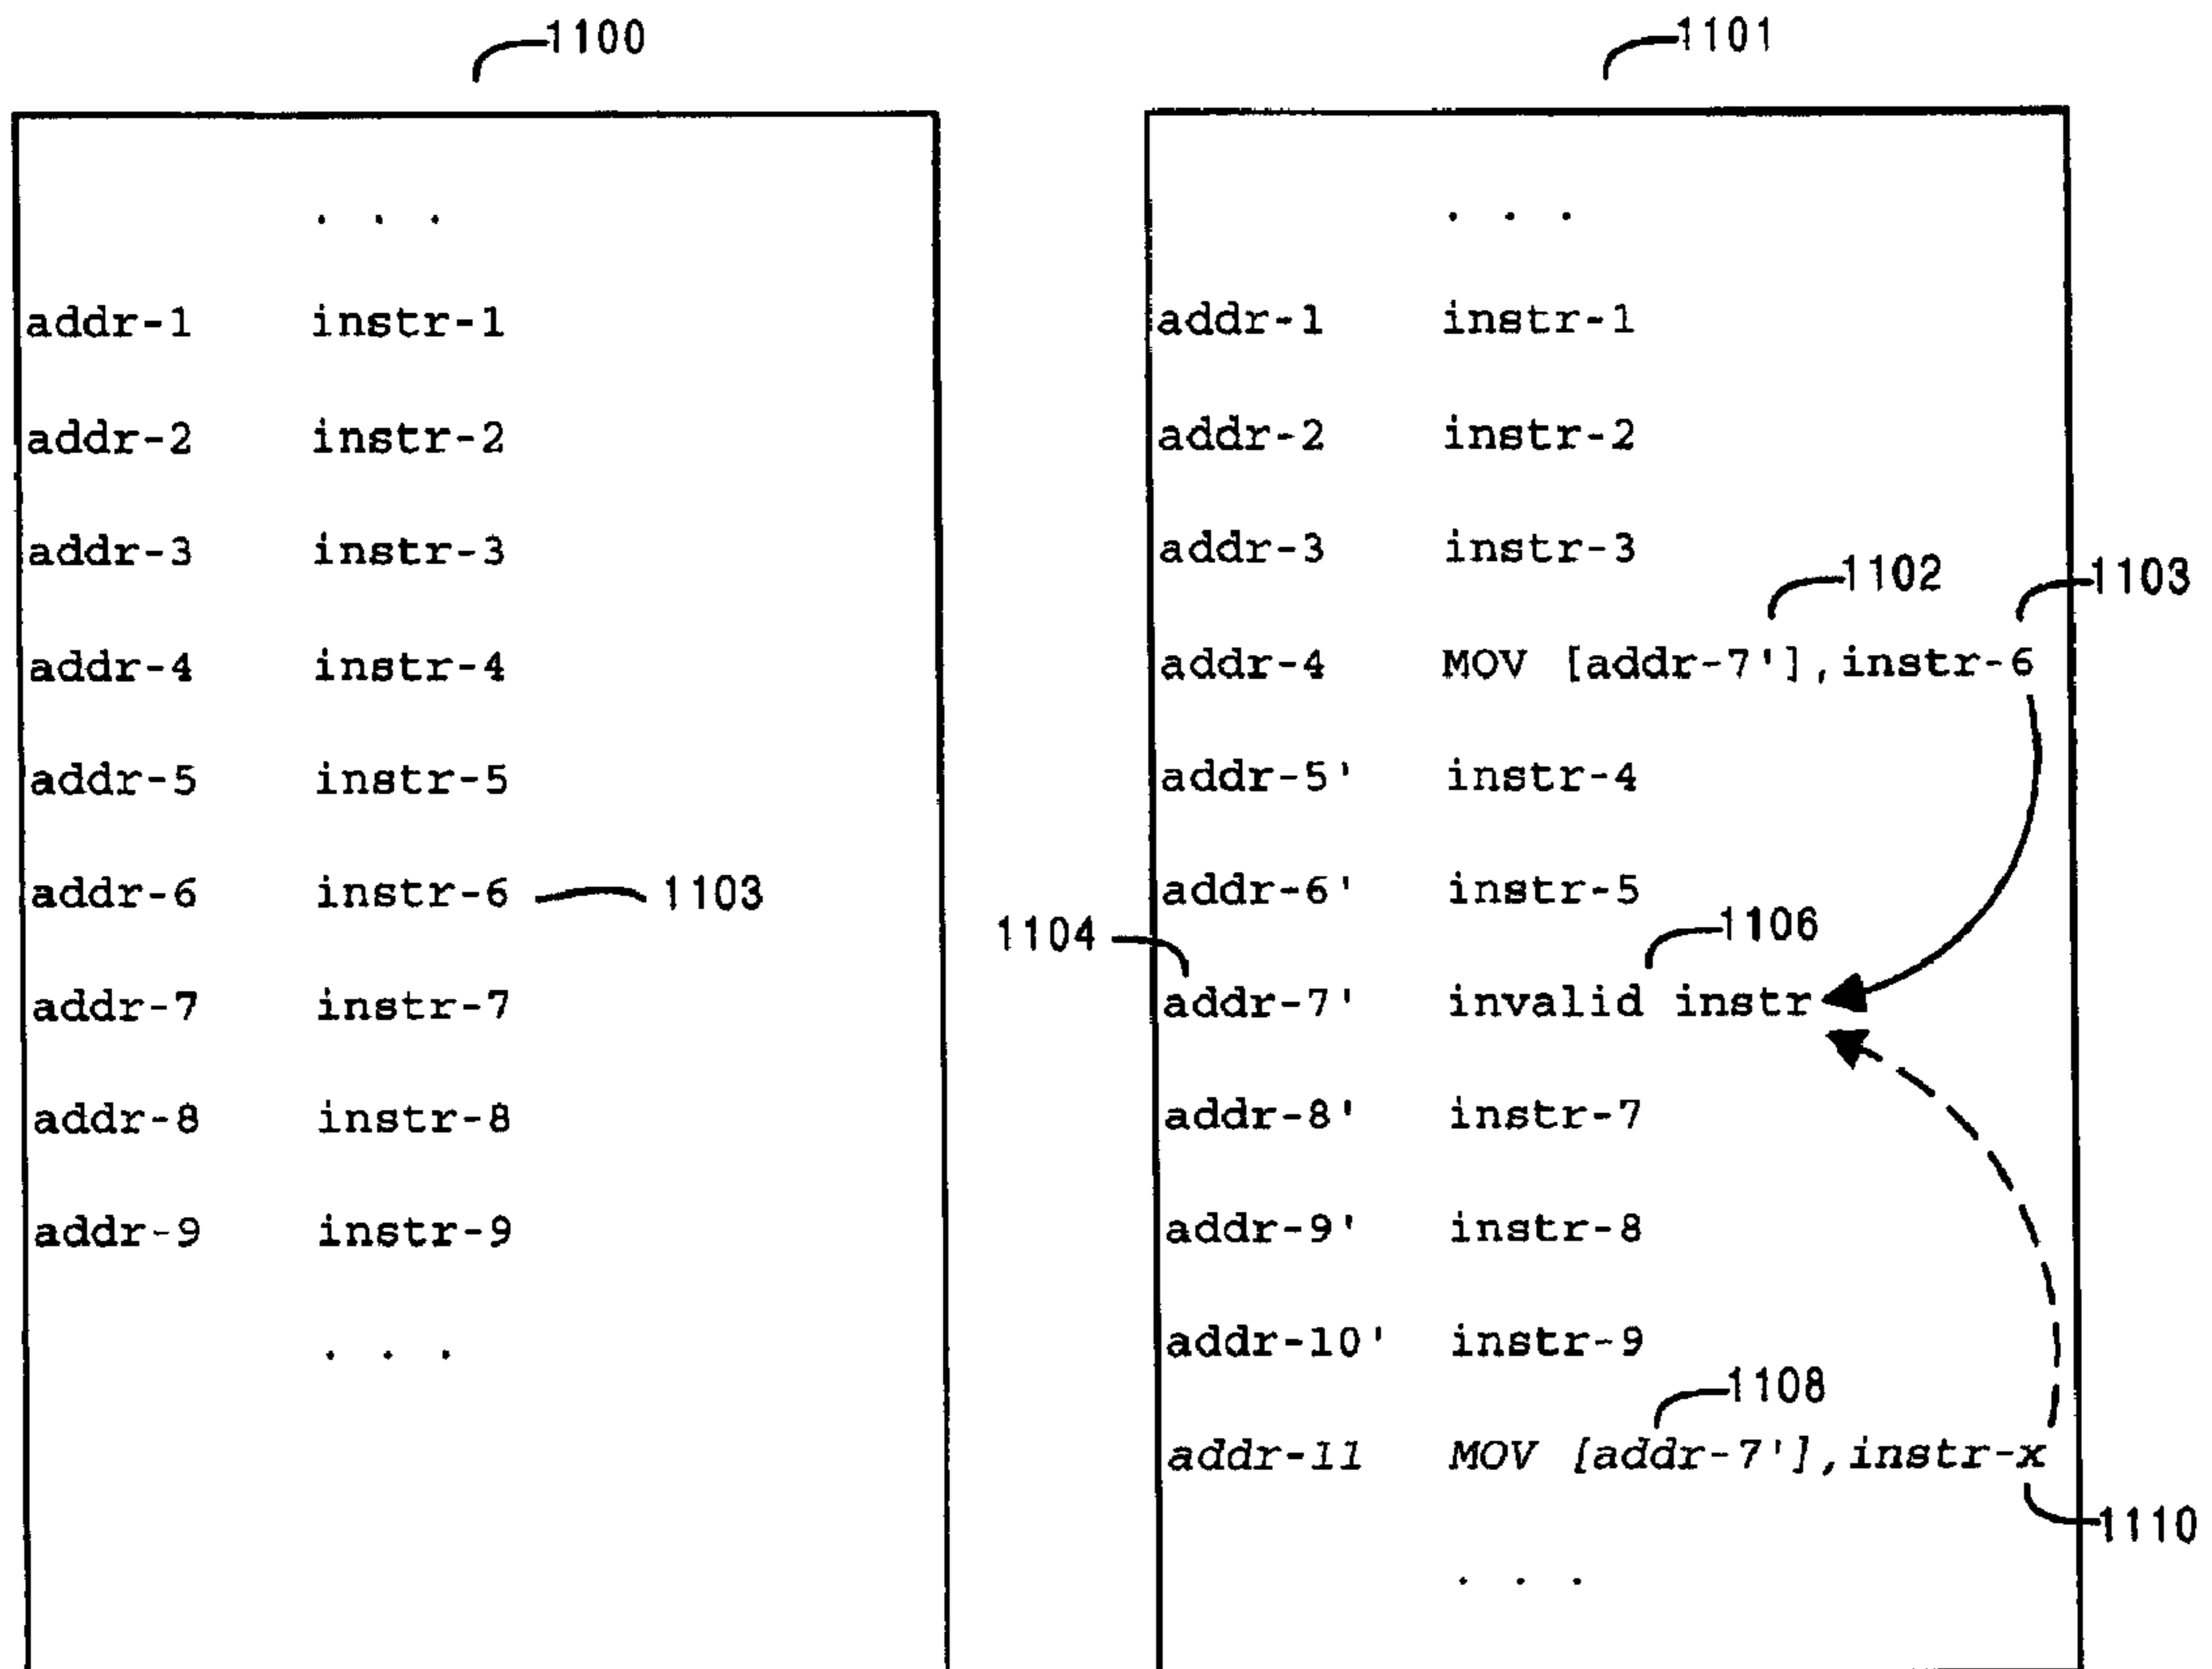 1100
. . .
addr-1 instr-1
addr-2 instr-2
addr-3 instr-3
addr-4 instr-4
addr-5 instr-5
addr-6 instr-6 1103
addr-7 instr-7
addr-8 instr-8
addr-9 instr-9
. . .
1101
. . .
addr-1 instr-1
addr-2 instr-2
addr-3 instr-3
1102 1103
addr-4 MOV [addr-7'],instr-6
addr-5' instr-4
addr-6' instr-5
1104 1106
addr-7' invalid instr
addr-8' instr-7
addr-9' instr-8
addr-10' instr-9
1108
addr-11 MOV [addr-7'],instr-x
1110
. . .